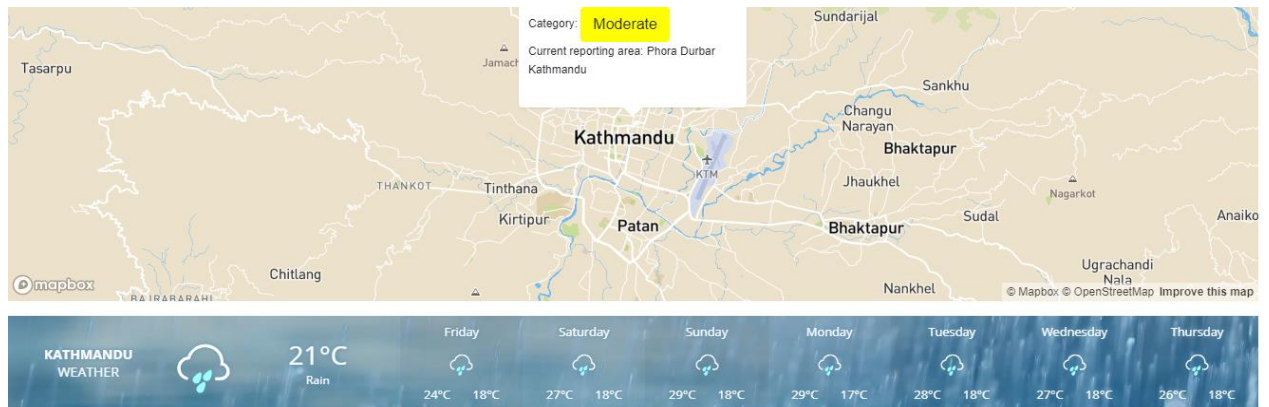 Category: Moderate
Current reporting area: Phora Durbar
Kathmandu
Sundarijal
Tasarpu
Jamach
Sankhu
Changu
Narayan
Kathmandu
Bhaktapur
KTM
THANKOT
Tinthana
Jhaukhel
Nagarkot
Kirtipur
Patan
Bhaktapur
Sudal
Anaiko
Chitlang
Ugrachandi
Nala
Nankhel
mapbox
BAJRABARAHI
© Mapbox © OpenStreetMap Improve this map
KATHMANDU
WEATHER
21°C
Rain
Friday Saturday Sunday Monday Tuesday Wednesday Thursday
24°C 18°C 27°C 18°C 29°C 18°C 29°C 17°C 28°C 18°C 27°C 18°C 26°C 18°C